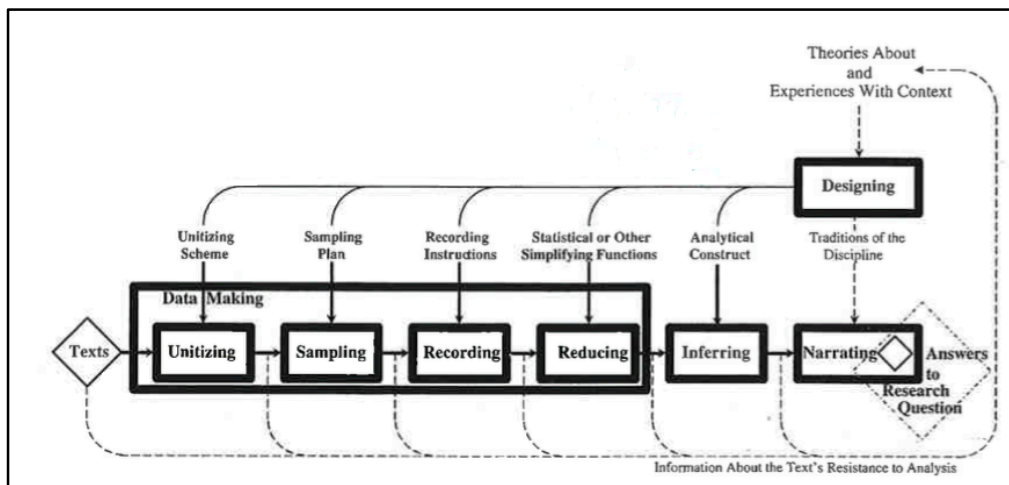 Theories About
and
Experiences With Context
Designing
Unitizing
Scheme
Sampling
Plan
Recording
Instructions
Statistical or Other
Simplifying Functions
Analytical
Construct
Traditions of the
Discipline
Data Making
Texts
Unitizing
Sampling
Recording
Reducing
Inferring
Narrating
Answers
to
Research
Question
Information About the Text's Resistance to Analysis